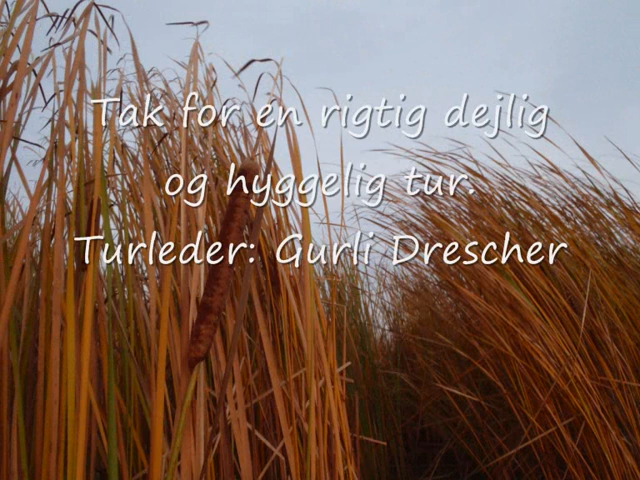 Tak for en rigtig dejlig
og hyggelig tur.
Turleder: Gurli Drescher